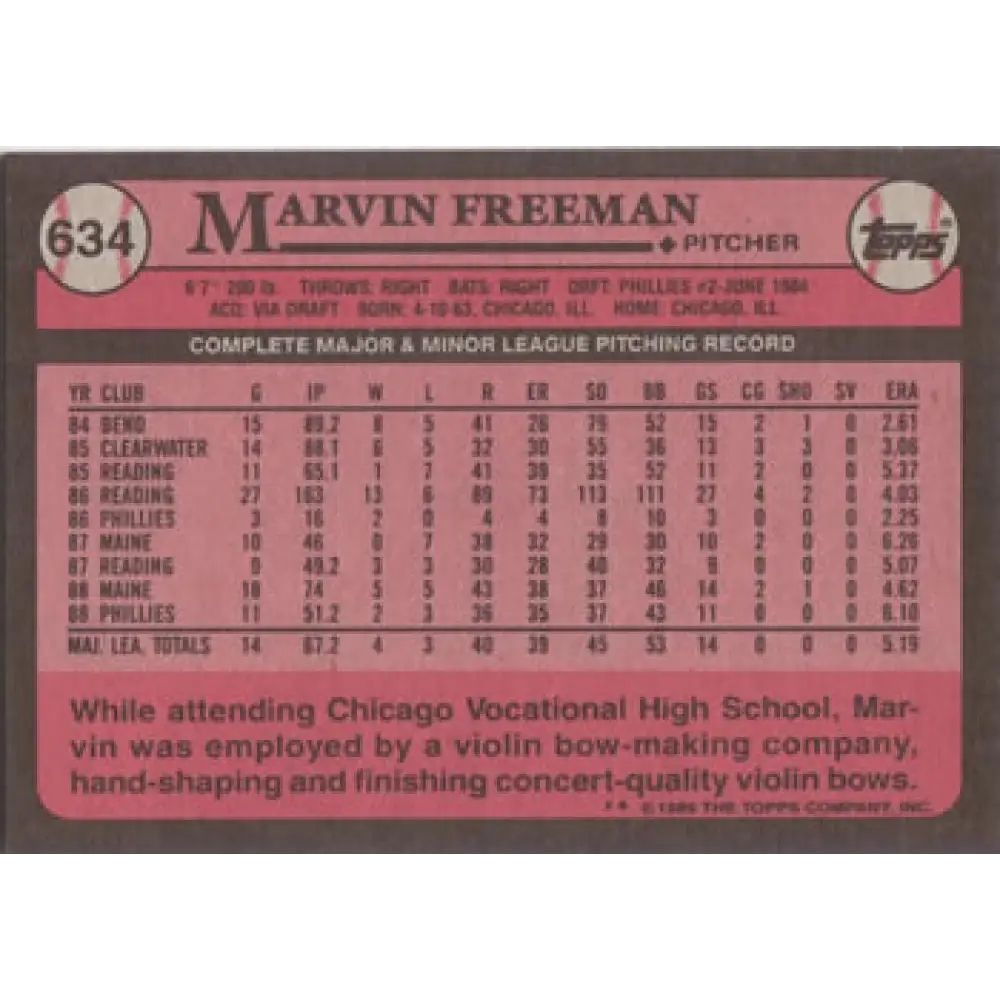 634
MARVIN FREEMAN
PITCHER
topps
6'7" 200 lb. THROWS: RIGHT BATS: RIGHT DRFT: PHILLIES #2-JUNE 1984
ACQ: VIA DRAFT BORN: 4-10-63, CHICAGO, ILL. HOME: CHICAGO, ILL.
COMPLETE MAJOR & MINOR LEAGUE PITCHING RECORD
YR CLUB G IP W L R ER SO BB GS CG SHO SV ERA
84 BEND 15 89.2 8 5 41 26 79 52 15 2 1 0 2.61
85 CLEARWATER 14 88.1 6 5 32 30 55 36 13 3 3 0 3.06
85 READING 11 65.1 1 7 41 39 35 52 11 2 0 0 5.37
86 READING 27 163 13 6 89 73 113 111 27 4 2 0 4.03
86 PHILLIES 3 16 2 0 4 4 8 10 3 0 0 0 2.25
87 MAINE 10 46 0 7 38 32 29 30 10 2 0 0 6.26
87 READING 9 49.2 3 3 30 28 40 32 9 0 0 0 5.07
88 MAINE 18 74 5 5 43 38 37 46 14 2 1 0 4.62
88 PHILLIES 11 51.2 2 3 36 35 37 43 11 0 0 0 6.10
MAJ. LEA. TOTALS 14 67.2 4 3 40 39 45 53 14 0 0 0 5.19
While attending Chicago Vocational High School, Mar-
vin was employed by a violin bow-making company,
hand-shaping and finishing concert-quality violin bows.
** © 1989 THE TOPPS COMPANY, INC.